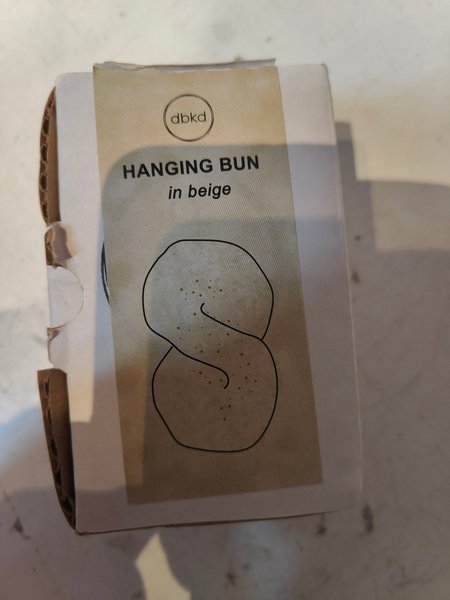 dbkd
HANGING BUN
in beige